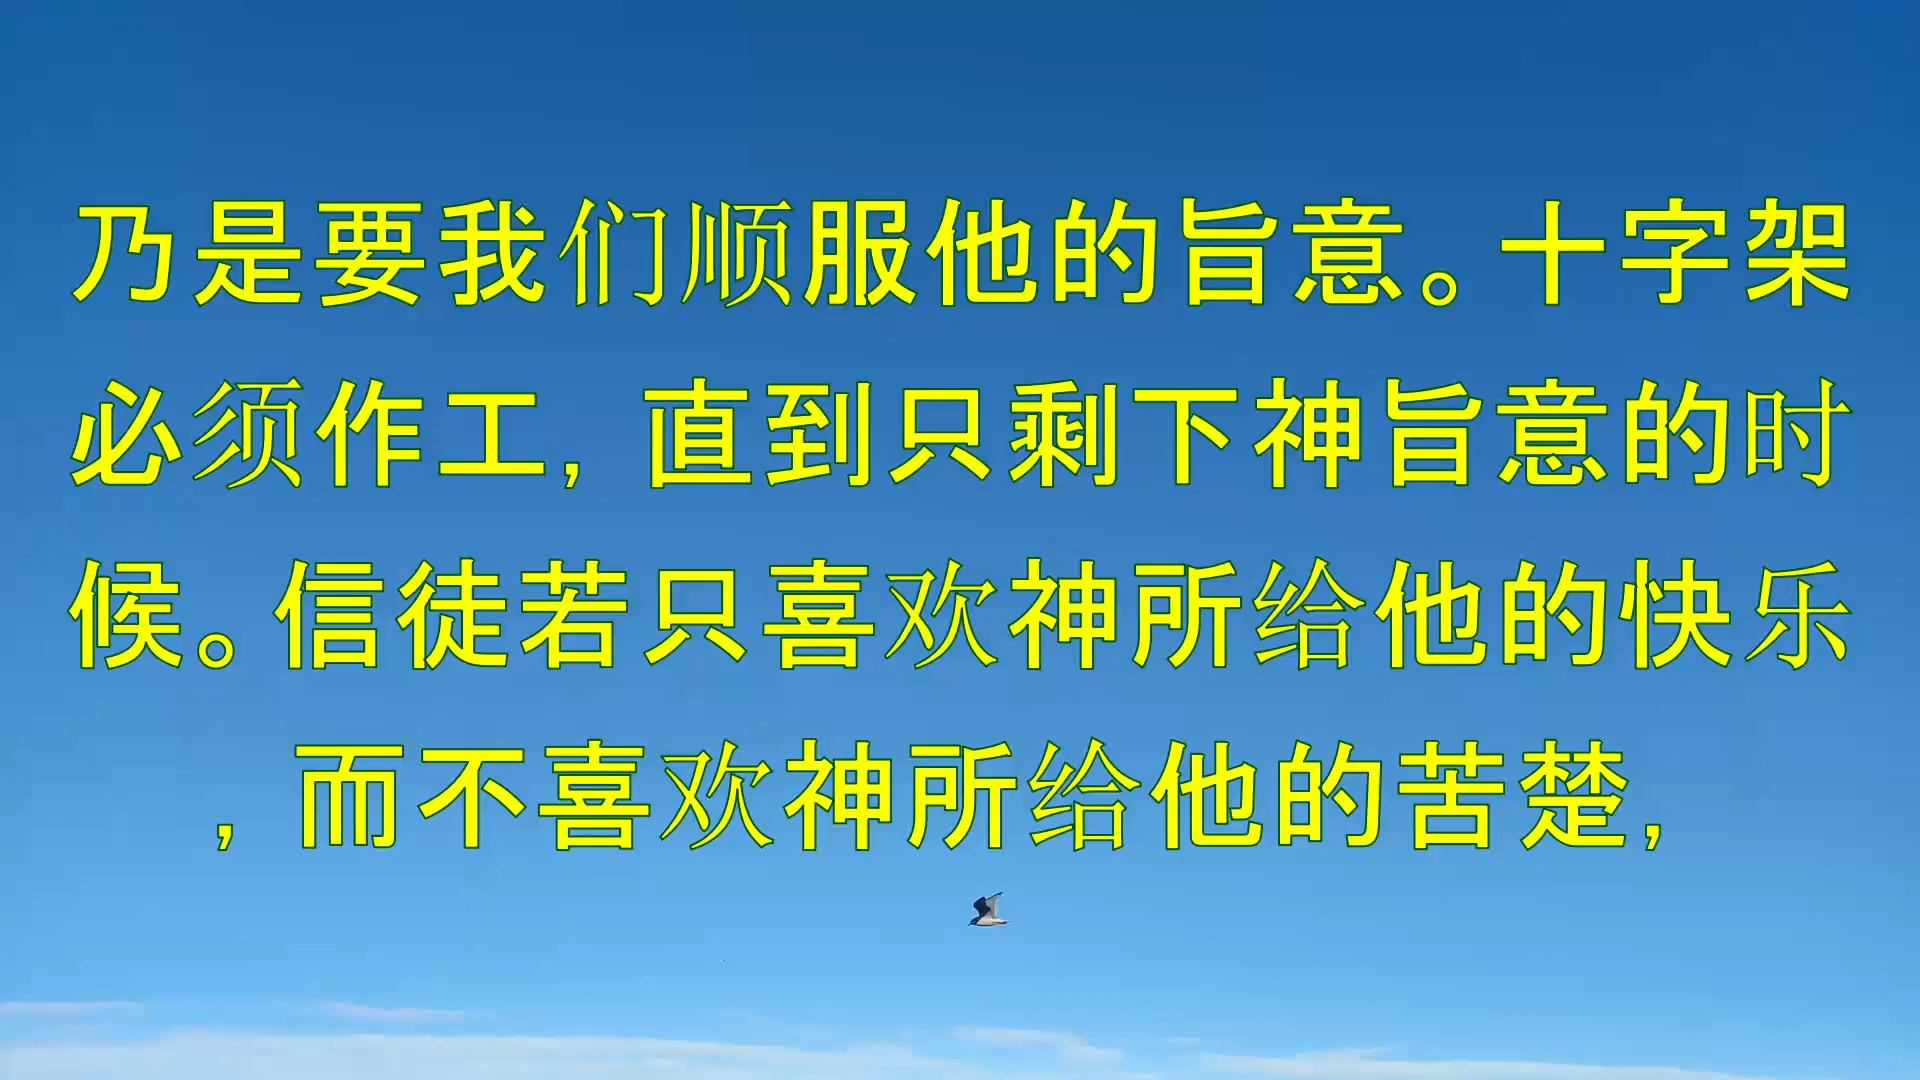 乃是要我们顺服他的旨意。十字架
必须作工,直到只剩下神旨意的时
候。信徒若只喜欢神所给他的快乐
,而不喜欢神所给他的苦楚,